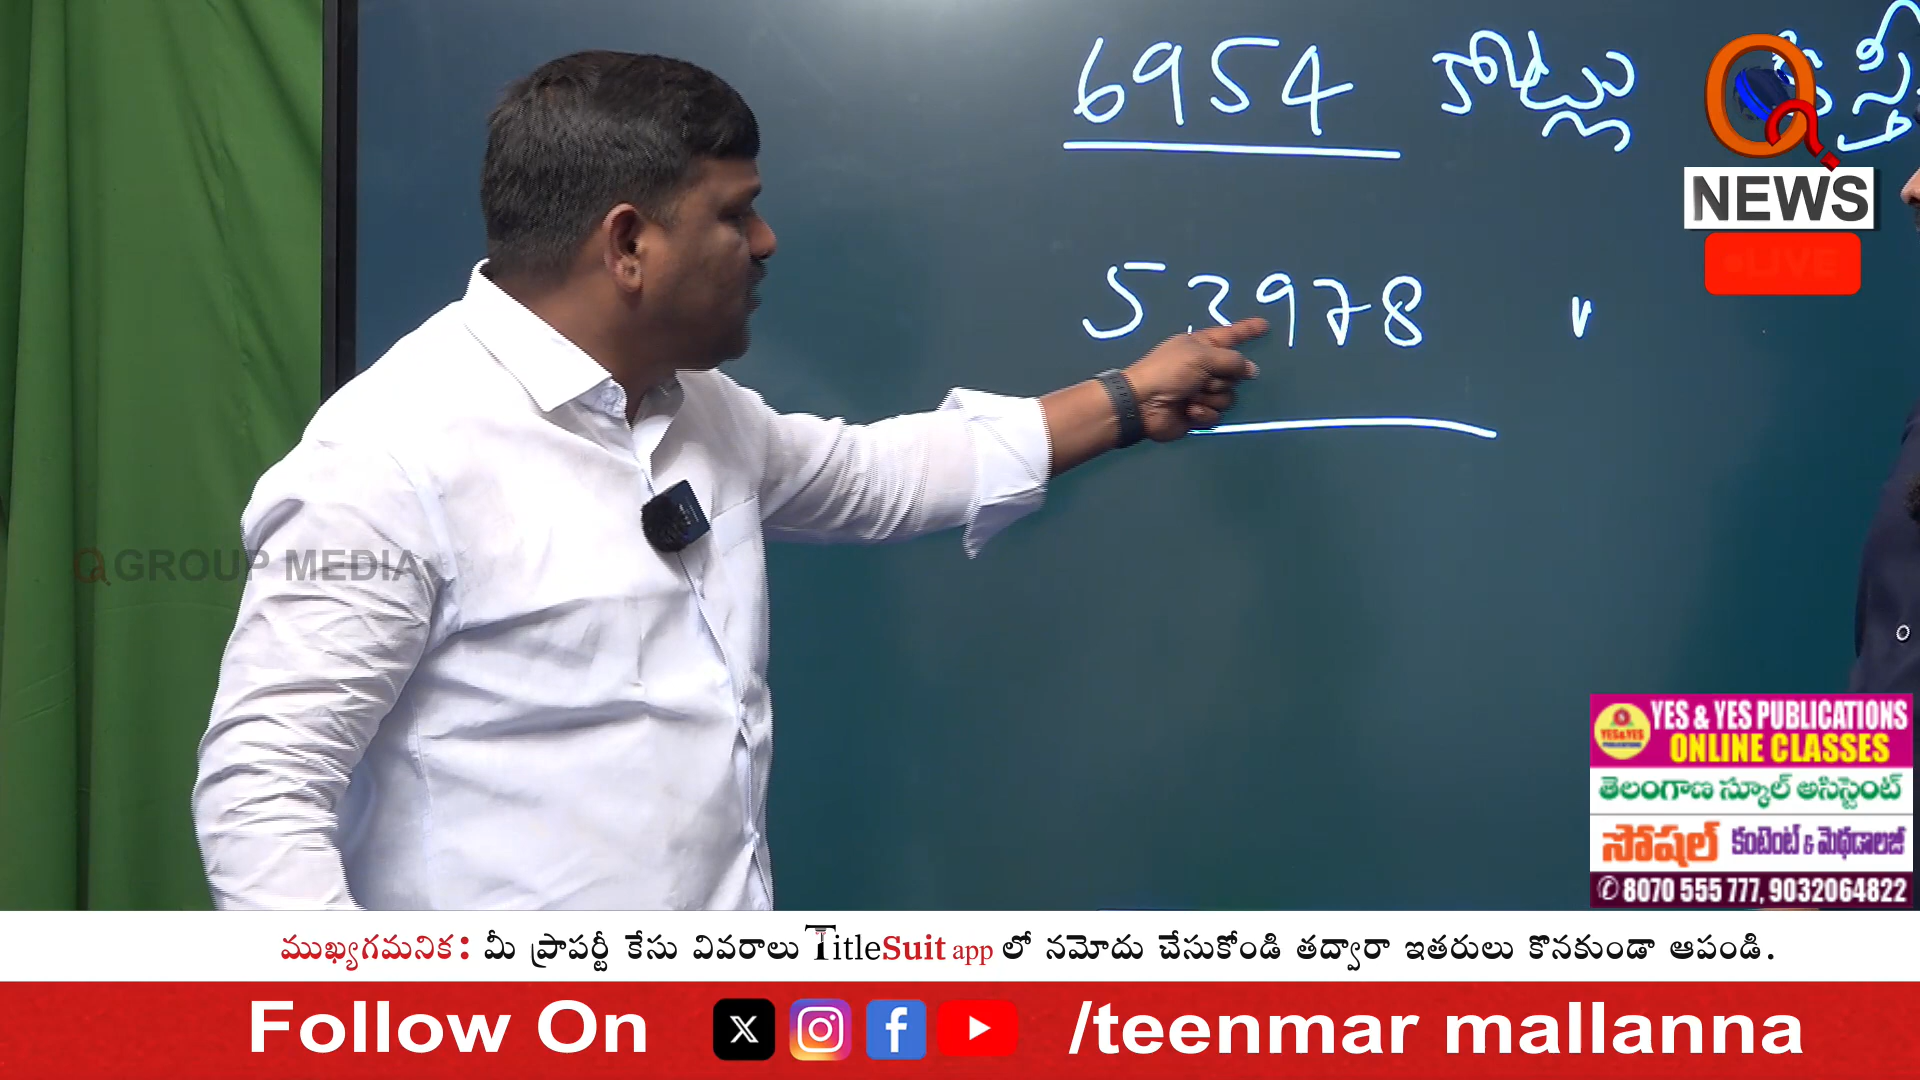 6954 కోట్లు
53978 "
NEWS
LIVE
GROUP MEDIA
YES & YES PUBLICATIONS
ONLINE CLASSES
తెలంగాణ స్కూల్ అసిస్టెంట్
సోషల్ కంటెంట్ & మెథడాలజీ
8070 555 777, 9032064822
ముఖ్యగమనిక: మీ ప్రాపర్టీ కేసు వివరాలు TitleSuit app లో నమోదు చేసుకోండి తద్వారా ఇతరులు కొనకుండా ఆపండి.
Follow On /teenmar mallanna